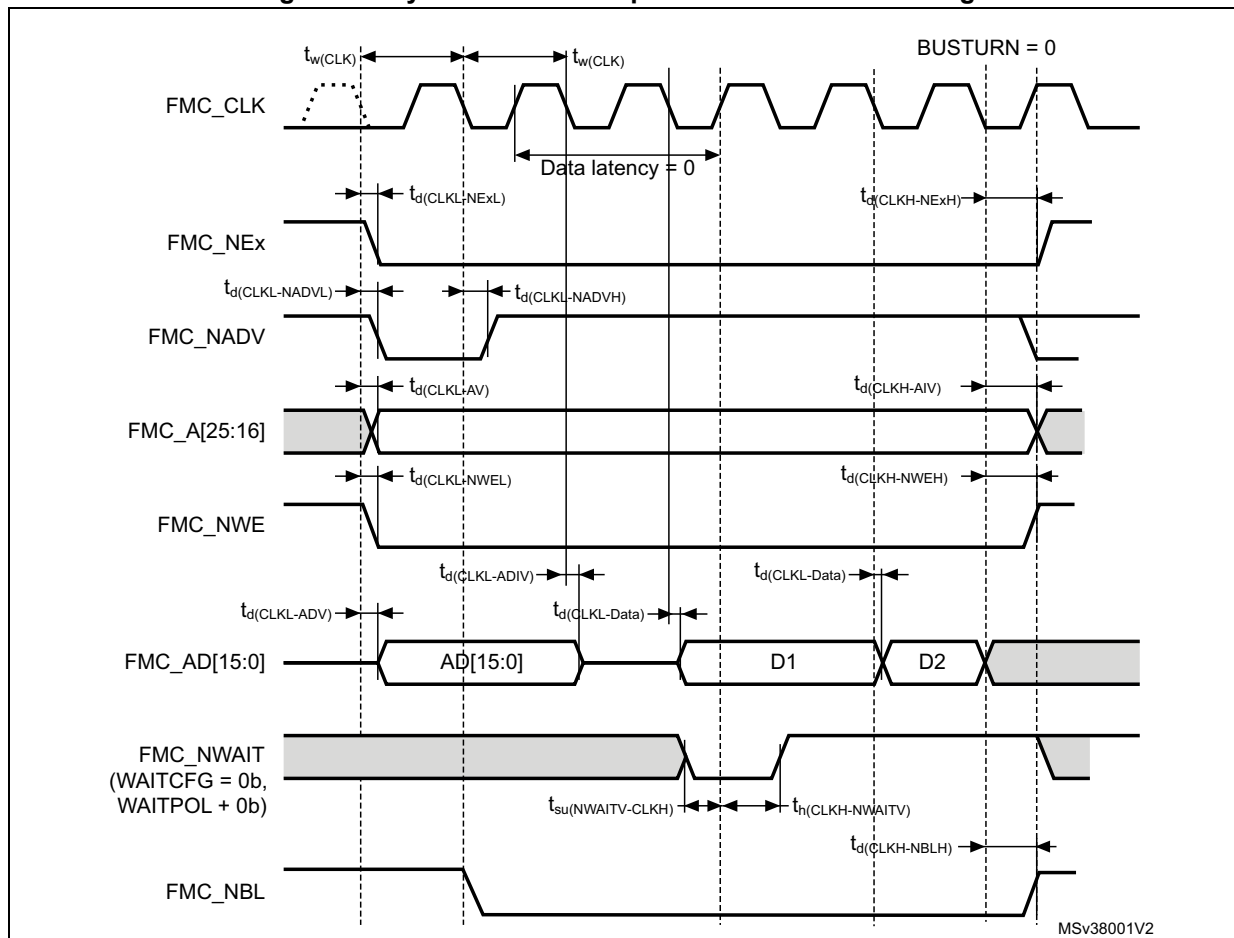 t_w(CLK)
t_w(CLK)
BUSTURN = 0
FMC_CLK
Data latency = 0
t_d(CLKL-NExL)
t_d(CLKH-NExH)
FMC_NEx
t_d(CLKL-NADVL)
t_d(CLKL-NADVH)
FMC_NADV
t_d(CLKL-AV)
t_d(CLKH-AIV)
FMC_A[25:16]
t_d(CLKL-NWEL)
t_d(CLKH-NWEH)
FMC_NWE
t_d(CLKL-ADIV)
t_d(CLKL-Data)
t_d(CLKL-ADV)
t_d(CLKL-Data)
FMC_AD[15:0]
AD[15:0]
D1
D2
FMC_NWAIT
(WAITCFG = 0b,
WAITPOL + 0b)
t_su(NWAITV-CLKH)
t_h(CLKH-NWAITV)
t_d(CLKH-NBLH)
FMC_NBL
MSv38001V2